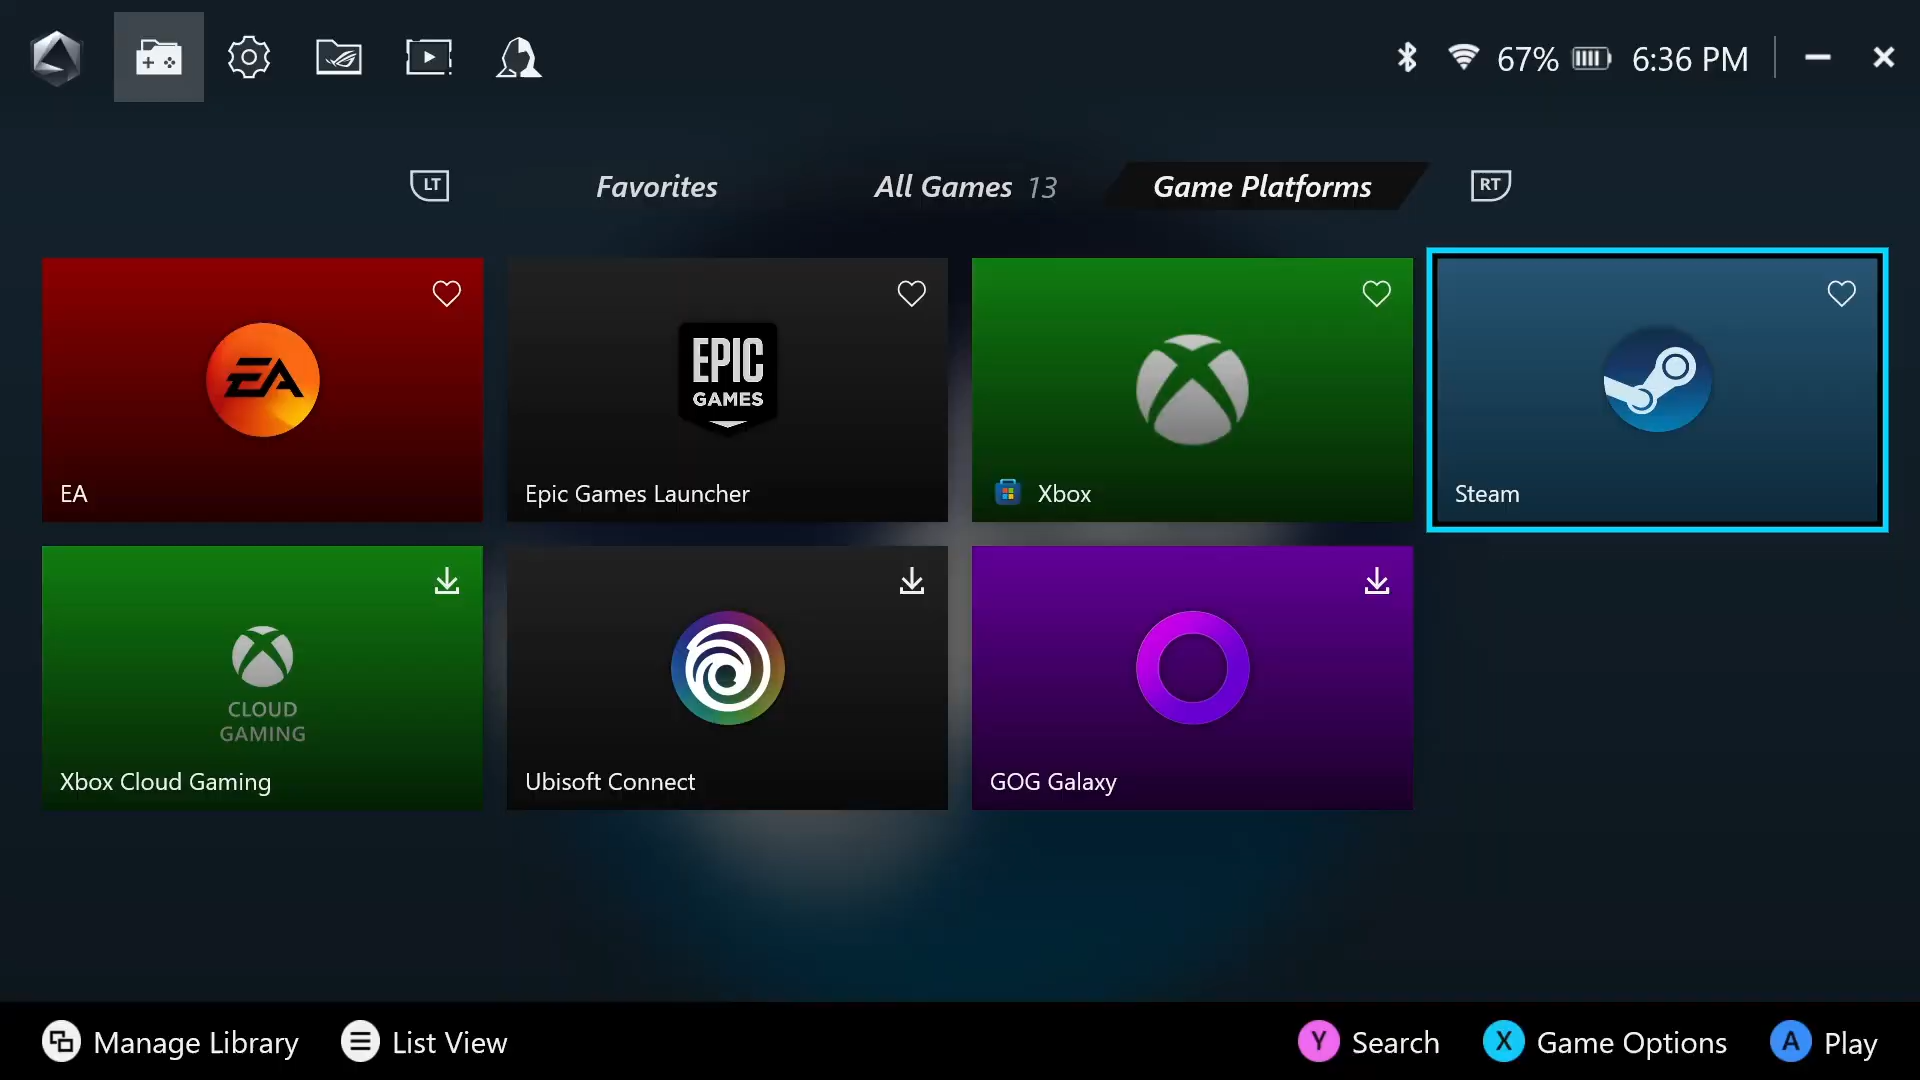 67% 6:36 PM
LT Favorites All Games 13 Game Platforms RT
EA
EA
EPIC
GAMES
Epic Games Launcher
Xbox
Steam
CLOUD
GAMING
Xbox Cloud Gaming
Ubisoft Connect
GOG Galaxy
Manage Library List View Y Search X Game Options A Play